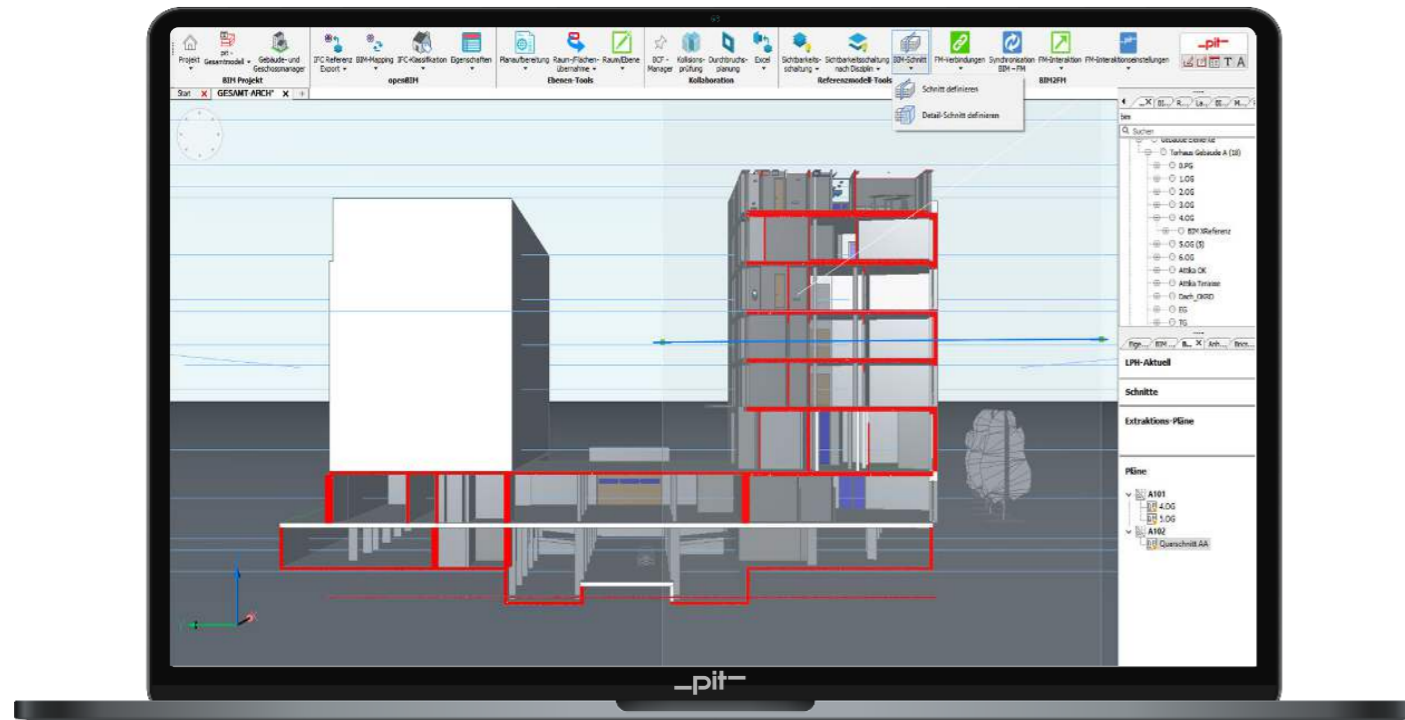 Projekt
pit -
Gesamtmodell
Gebäude- und
Geschossmanager
BIM Projekt
IFC Referenz
Export
BIM-Mapping
IFC-Klassifikation
Eigenschaften
openBIM
Planaufbereitung
Raum-/Flächen-
übernahme
Raum/Ebene
Ebenen-Tools
BCF -
Manager
Kollisions-
prüfung
Durchbruchs-
planung
Excel
Kollaboration
Sichtbarkeits-
schaltung
Sichtbarkeitsschaltung
nach Disziplin
BIM-Schnitt
Referenzmodell-Tools
FM-Verbindungen
Synchronisation
BIM – FM
FM-Interaktion
FM-Interaktionseinstellungen
BIM2FM
_pit‾
T A
Start
GESAMT-ARCH*
Schnitt definieren
Detail-Schnitt definieren
bim
Suchen
Torhaus Gebäude A (10)
0.PG
1.OG
2.OG
3.OG
4.OG
BIM XReferenz
5.OG (5)
6.OG
Attika OK
Attika Terrasse
Dach_OKRD
EG
TG
LPH-Aktuell
Schnitte
Extraktions-Pläne
Pläne
A101
4.OG
5.OG
A102
Querschnitt AA
_pit‾